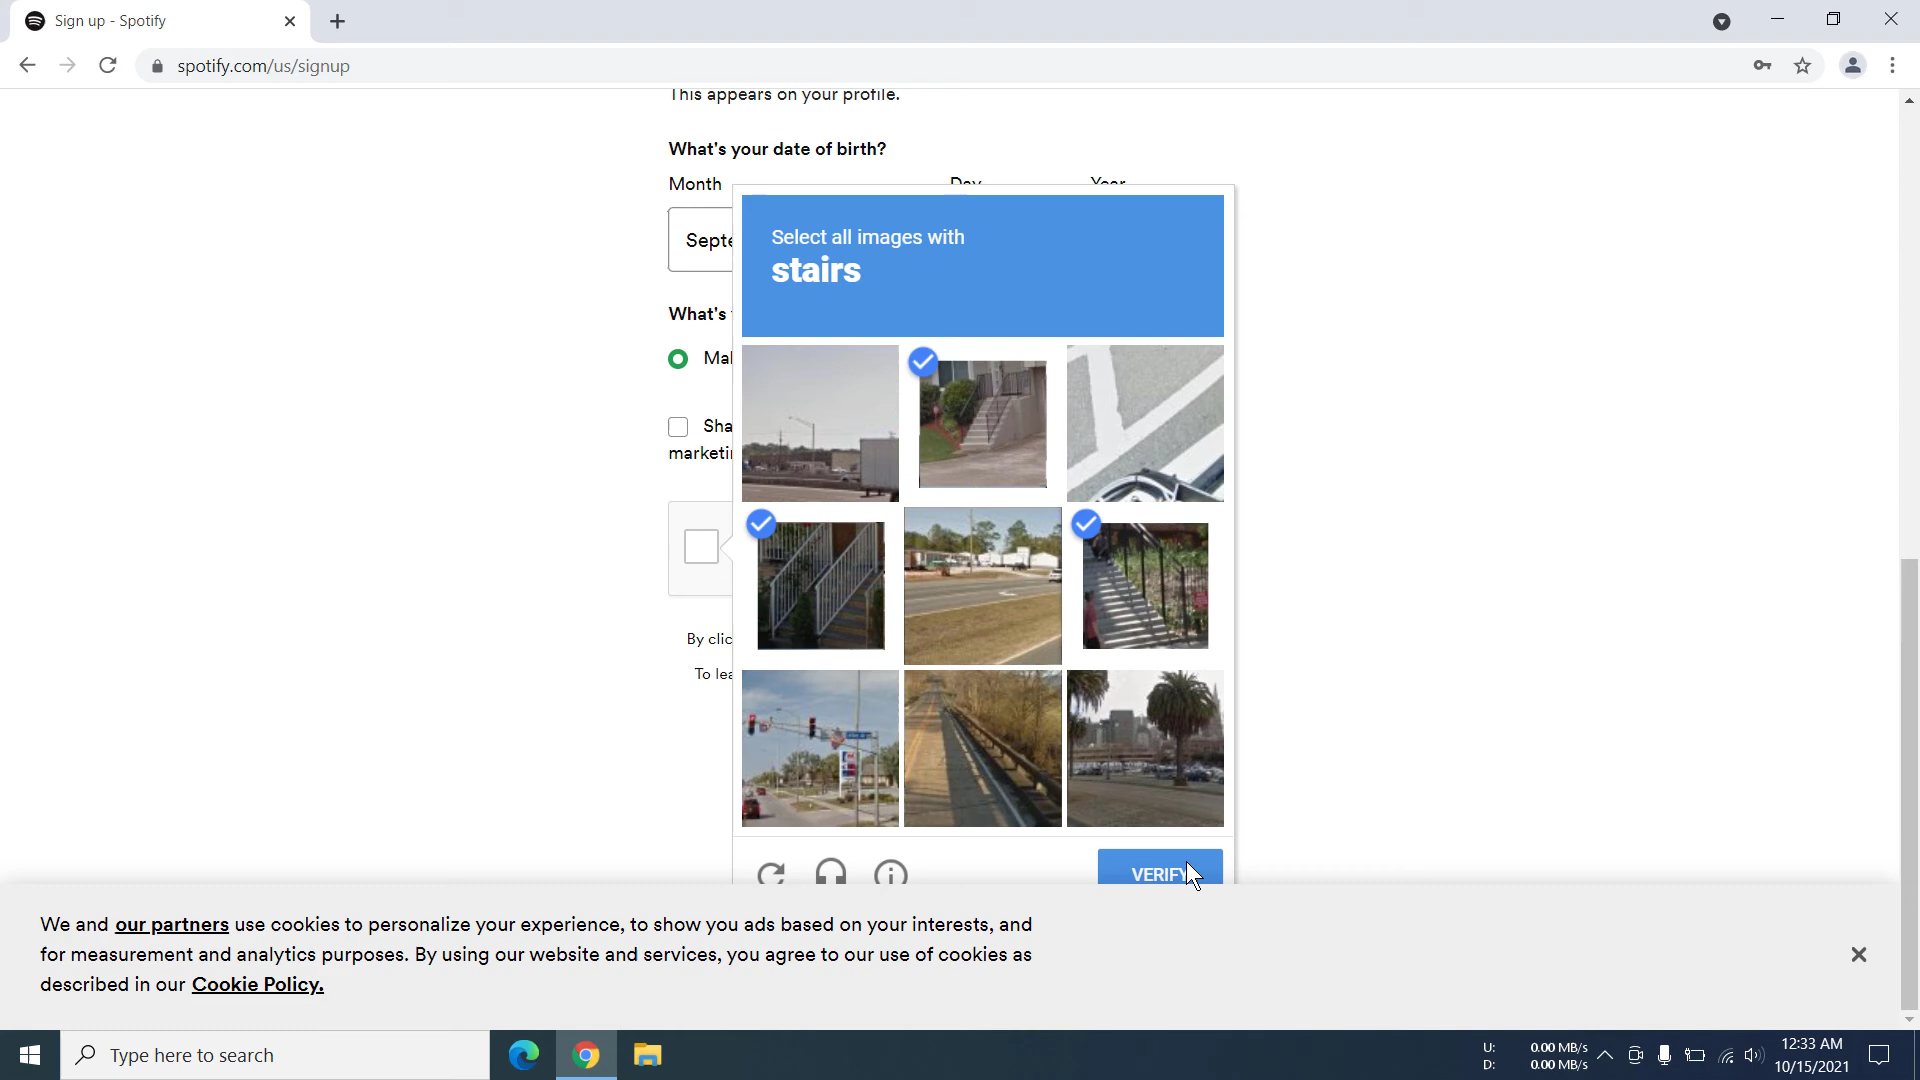 Sign up - Spotify
spotify.com/us/signup
This appears on your profile.
What's your date of birth?
Month Day Year
Septe
What's
Mal
Sha
marketi
By clic
To lea
Select all images with
stairs
VERIFY
We and our partners use cookies to personalize your experience, to show you ads based on your interests, and
for measurement and analytics purposes. By using our website and services, you agree to our use of cookies as
described in our Cookie Policy.
Type here to search
U: 0.00 MB/s
D: 0.00 MB/s
12:33 AM
10/15/2021